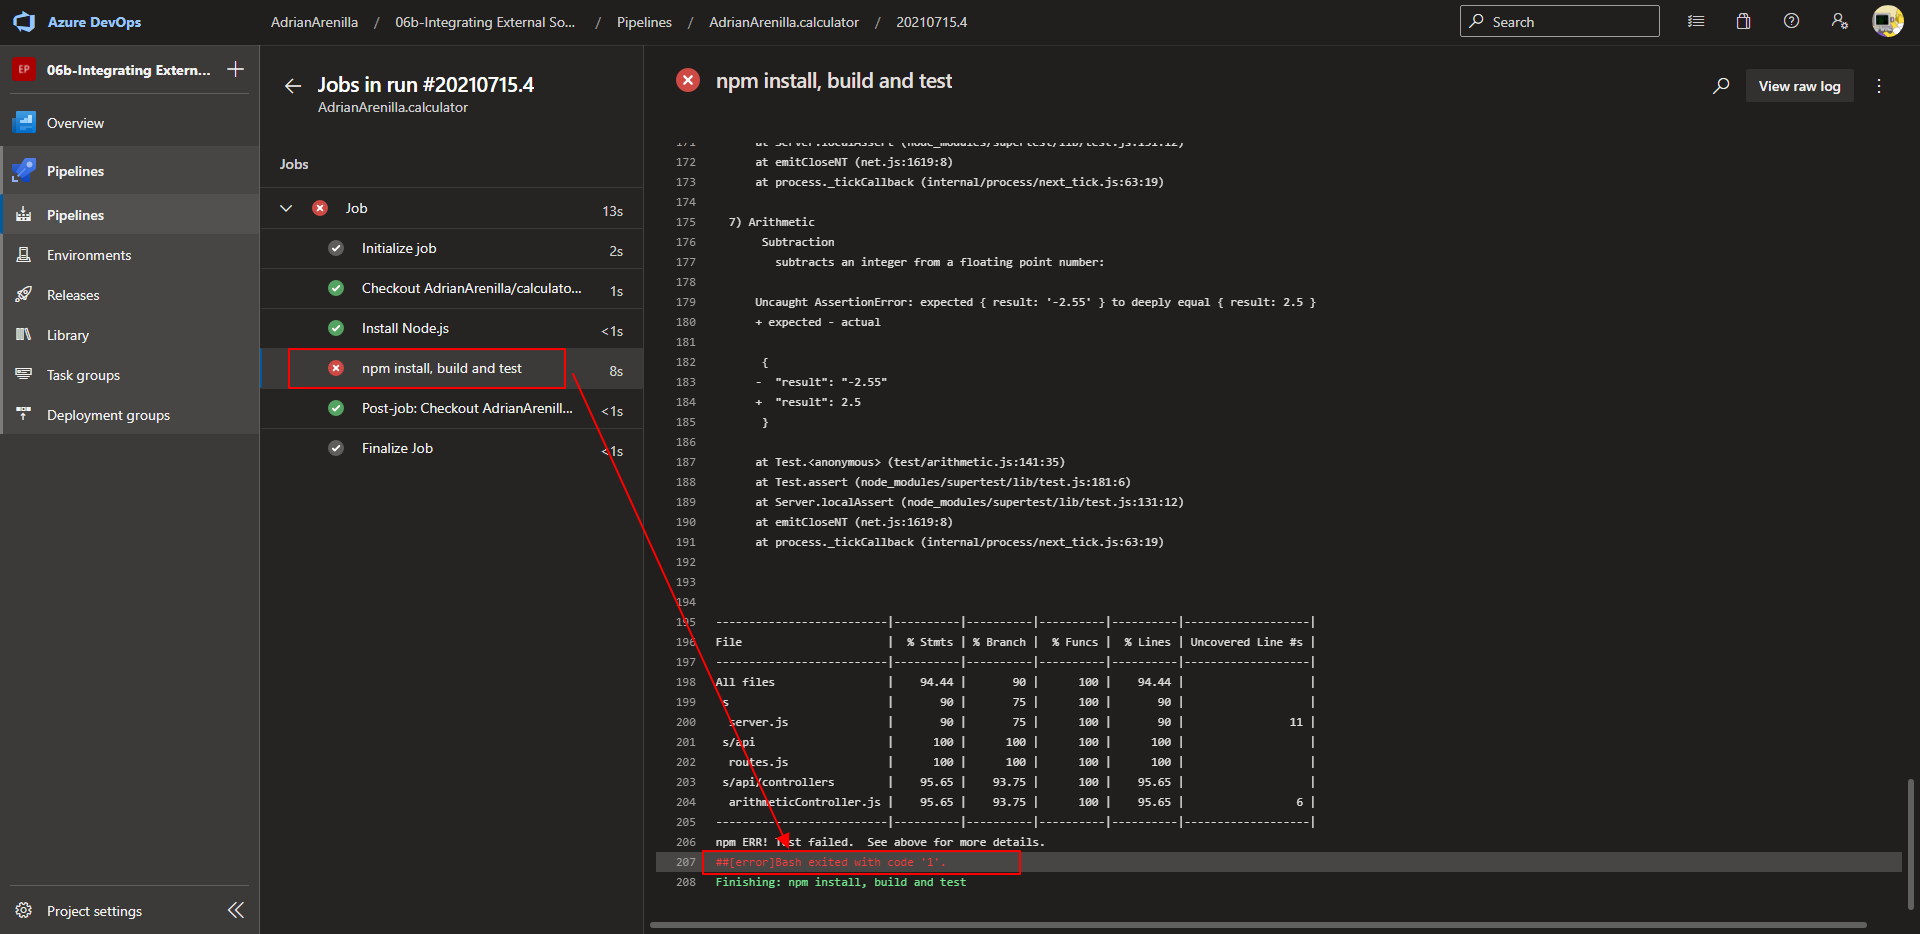 Azure DevOps
AdrianArenilla / 06b-Integrating External So... / Pipelines / AdrianArenilla.calculator / 20210715.4
Search
EP 06b-Integrating Extern...
Overview
Pipelines
Pipelines
Environments
Releases
Library
Task groups
Deployment groups
Project settings
Jobs in run #20210715.4
AdrianArenilla.calculator
Jobs
Job 13s
Initialize job 2s
Checkout AdrianArenilla/calculato... 1s
Install Node.js <1s
npm install, build and test 8s
Post-job: Checkout AdrianArenill... <1s
Finalize Job <1s
npm install, build and test
View raw log
171 at Server.localAssert (node_modules/supertest/lib/test.js:131:12)
172 at emitCloseNT (net.js:1619:8)
173 at process._tickCallback (internal/process/next_tick.js:63:19)
174
175 7) Arithmetic
176 Subtraction
177 subtracts an integer from a floating point number:
178
179 Uncaught AssertionError: expected { result: '-2.55' } to deeply equal { result: 2.5 }
180 + expected - actual
181
182 {
183 - "result": "-2.55"
184 + "result": 2.5
185 }
186
187 at Test.<anonymous> (test/arithmetic.js:141:35)
188 at Test.assert (node_modules/supertest/lib/test.js:181:6)
189 at Server.localAssert (node_modules/supertest/lib/test.js:131:12)
190 at emitCloseNT (net.js:1619:8)
191 at process._tickCallback (internal/process/next_tick.js:63:19)
192
193
194
195 --------------------------|----------|----------|----------|----------|-------------------|
196 File | % Stmts | % Branch | % Funcs | % Lines | Uncovered Line #s |
197 --------------------------|----------|----------|----------|----------|-------------------|
198 All files | 94.44 | 90 | 100 | 94.44 | |
199 s | 90 | 75 | 100 | 90 | |
200 server.js | 90 | 75 | 100 | 90 | 11 |
201 s/api | 100 | 100 | 100 | 100 | |
202 routes.js | 100 | 100 | 100 | 100 | |
203 s/api/controllers | 95.65 | 93.75 | 100 | 95.65 | |
204 arithmeticController.js | 95.65 | 93.75 | 100 | 95.65 | 6 |
205 --------------------------|----------|----------|----------|----------|-------------------|
206 npm ERR! Test failed. See above for more details.
207 ##[error]Bash exited with code '1'.
208 Finishing: npm install, build and test